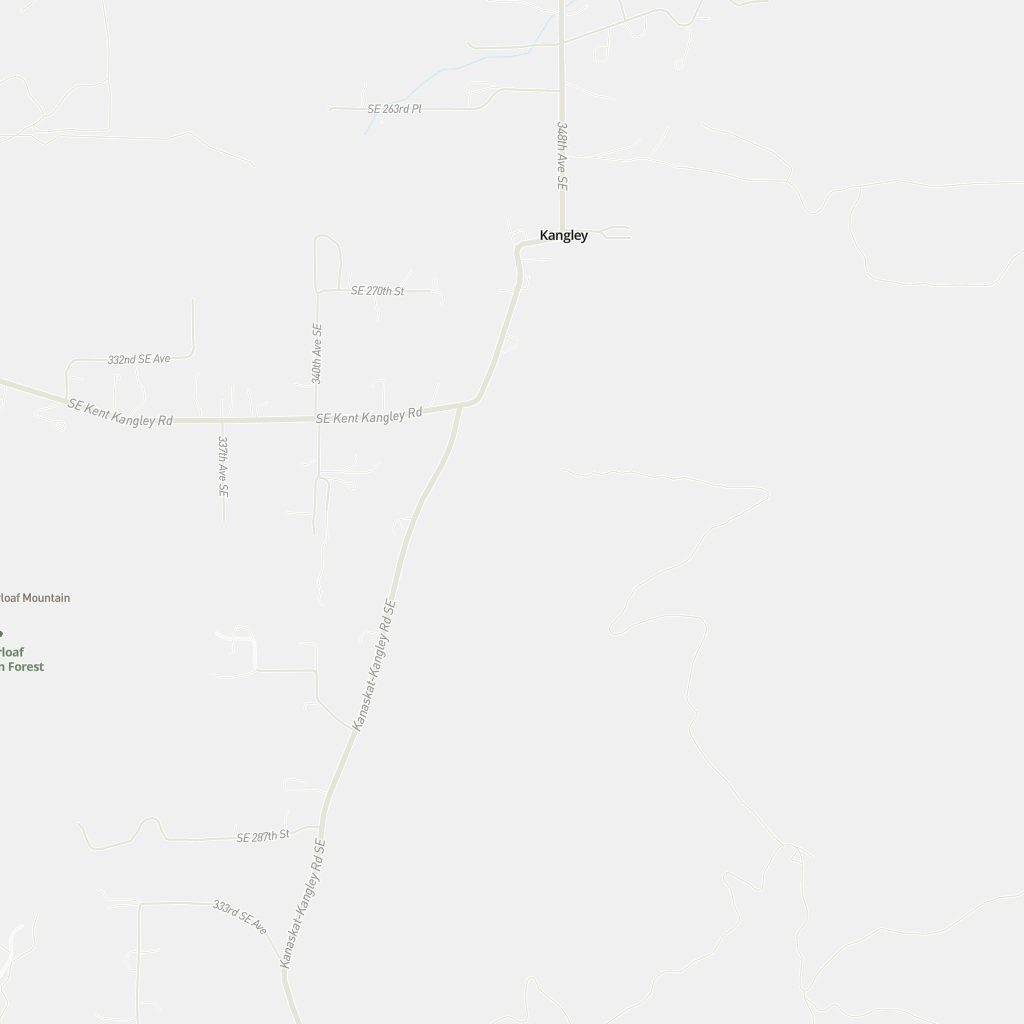 SE 263rd Pl
348th Ave SE
Kangley
SE 270th St
340th Ave SE
332nd SE Ave
SE Kent Kangley Rd
SE Kent Kangley Rd
337th Ave SE
rloaf Mountain
rloaf
n Forest
Kanaskat-Kangley Rd SE
SE 287th St
Kanaskat-Kangley Rd SE
333rd SE Ave